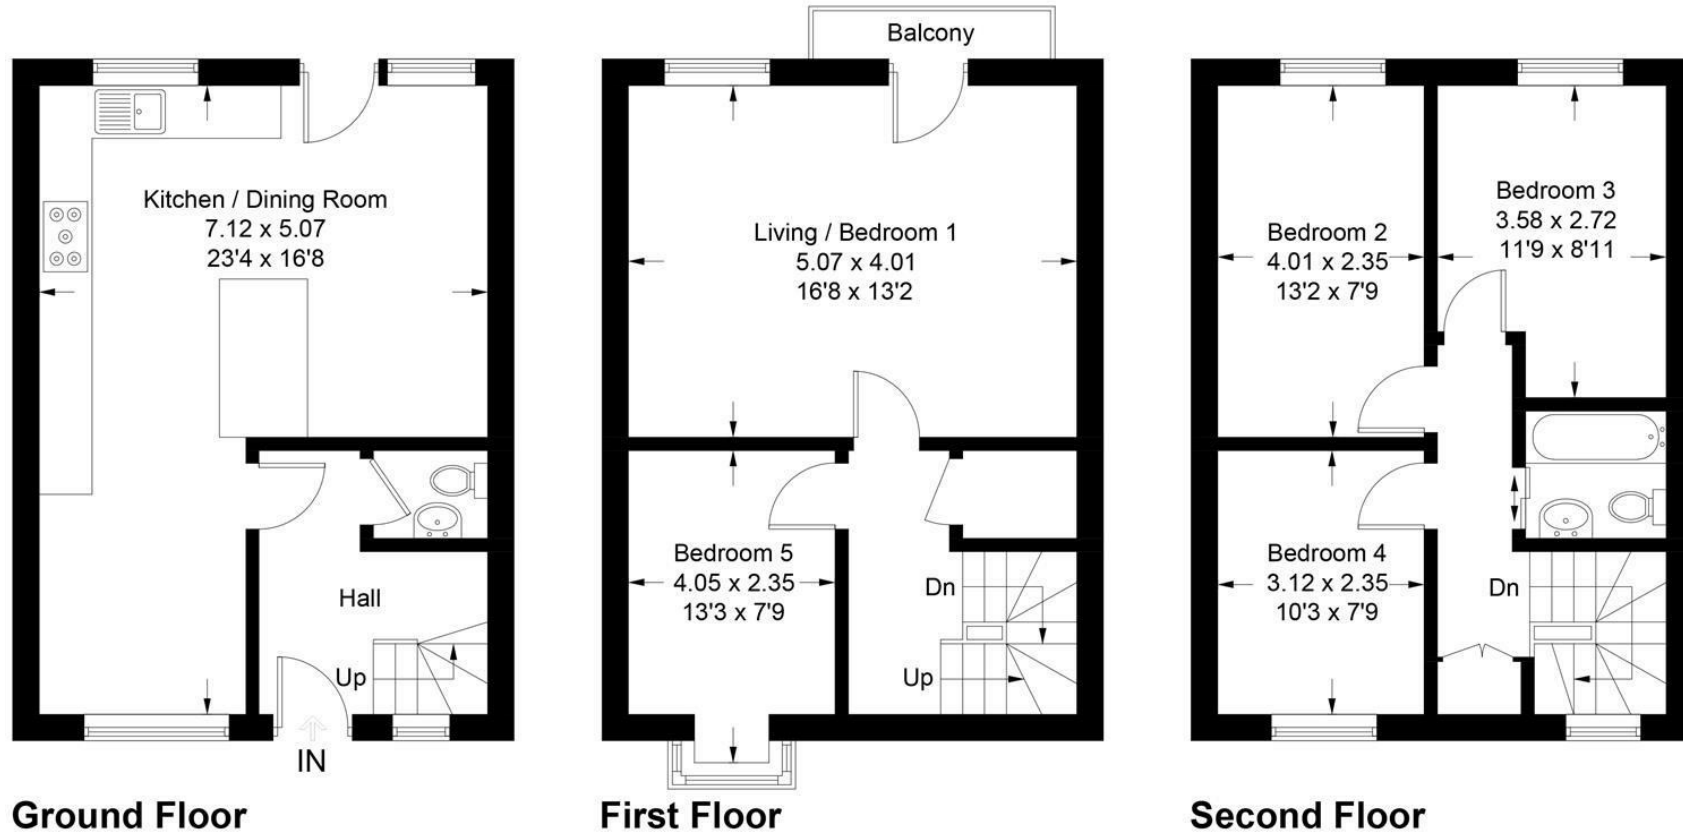 Kitchen / Dining Room
7.12 x 5.07
23'4 x 16'8
Hall
Up
IN
Ground Floor
Balcony
Living / Bedroom 1
5.07 x 4.01
16'8 x 13'2
Bedroom 5
4.05 x 2.35
13'3 x 7'9
Dn
Up
First Floor
Bedroom 2
4.01 x 2.35
13'2 x 7'9
Bedroom 3
3.58 x 2.72
11'9 x 8'11
Bedroom 4
3.12 x 2.35
10'3 x 7'9
Dn
Second Floor